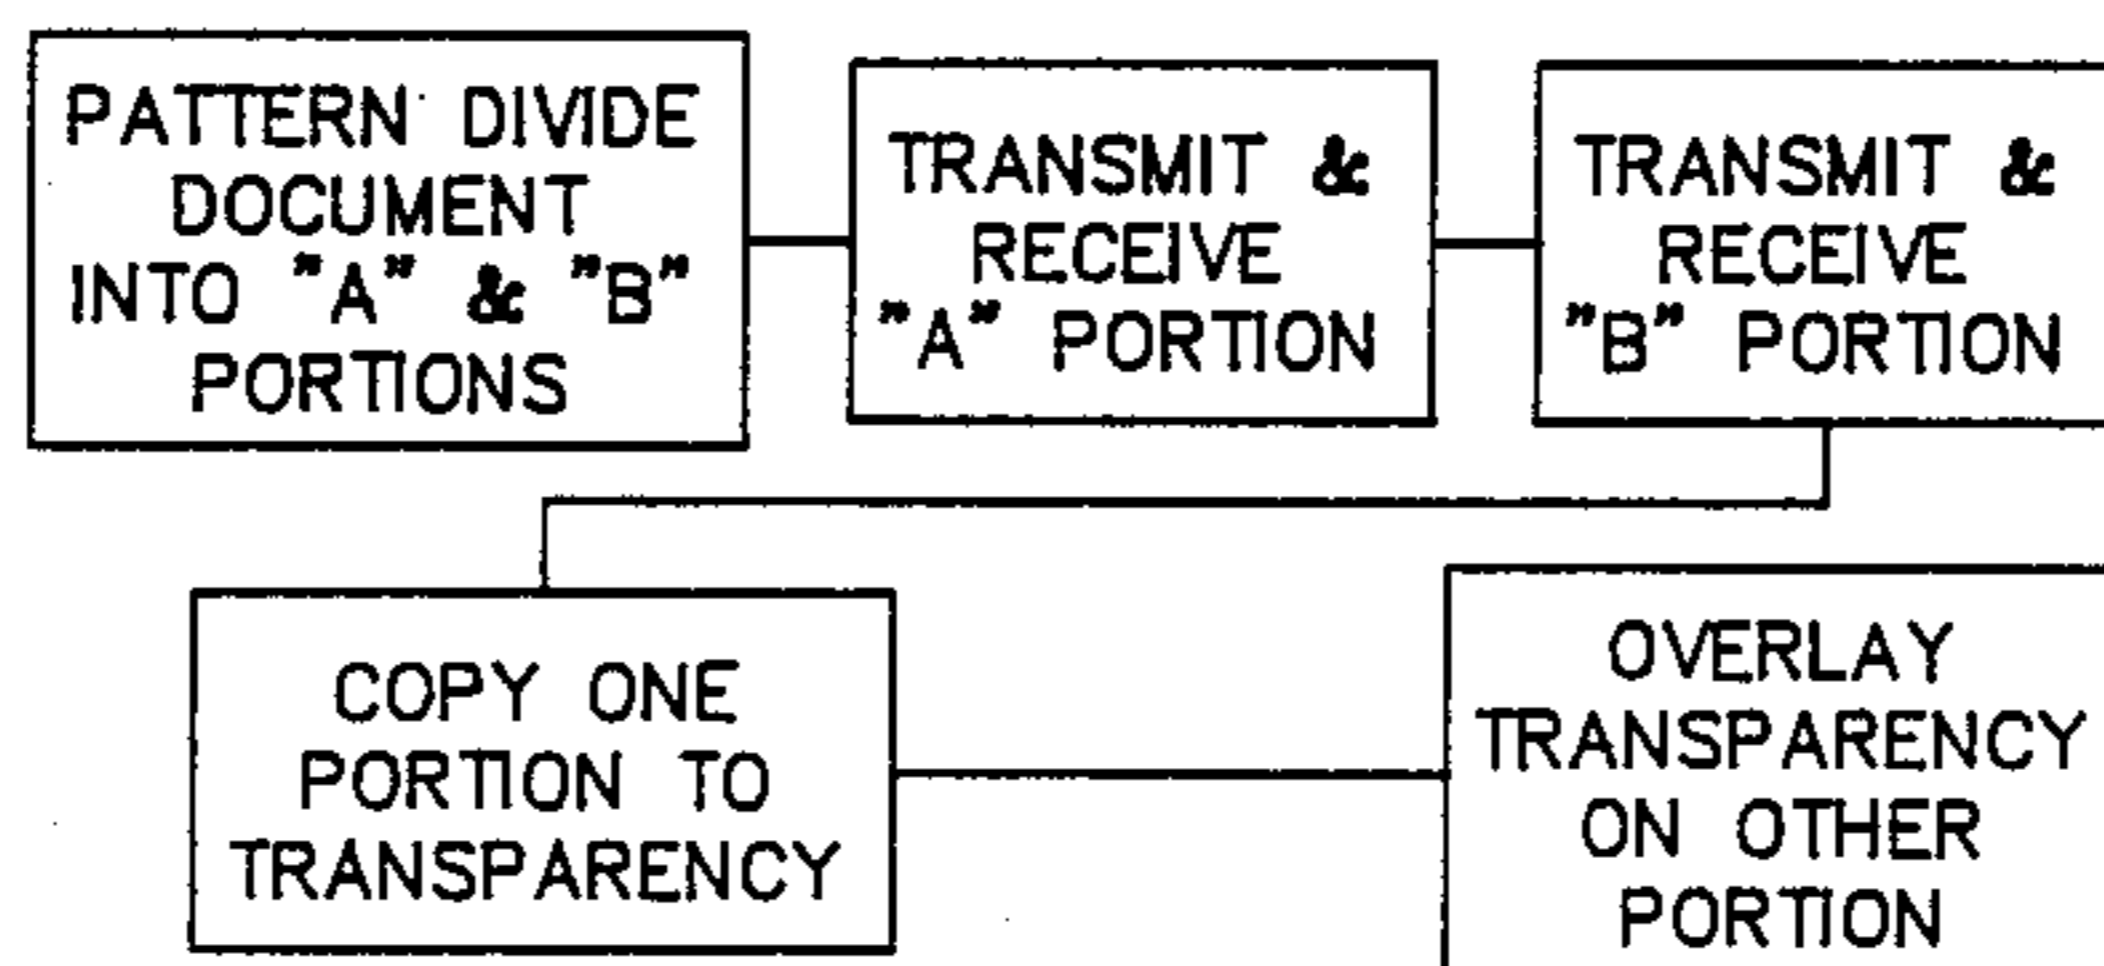 PATTERN DIVIDE
DOCUMENT
INTO "A" & "B"
PORTIONS
TRANSMIT &
RECEIVE
"A" PORTION
TRANSMIT &
RECEIVE
"B" PORTION
COPY ONE
PORTION TO
TRANSPARENCY
OVERLAY
TRANSPARENCY
ON OTHER
PORTION